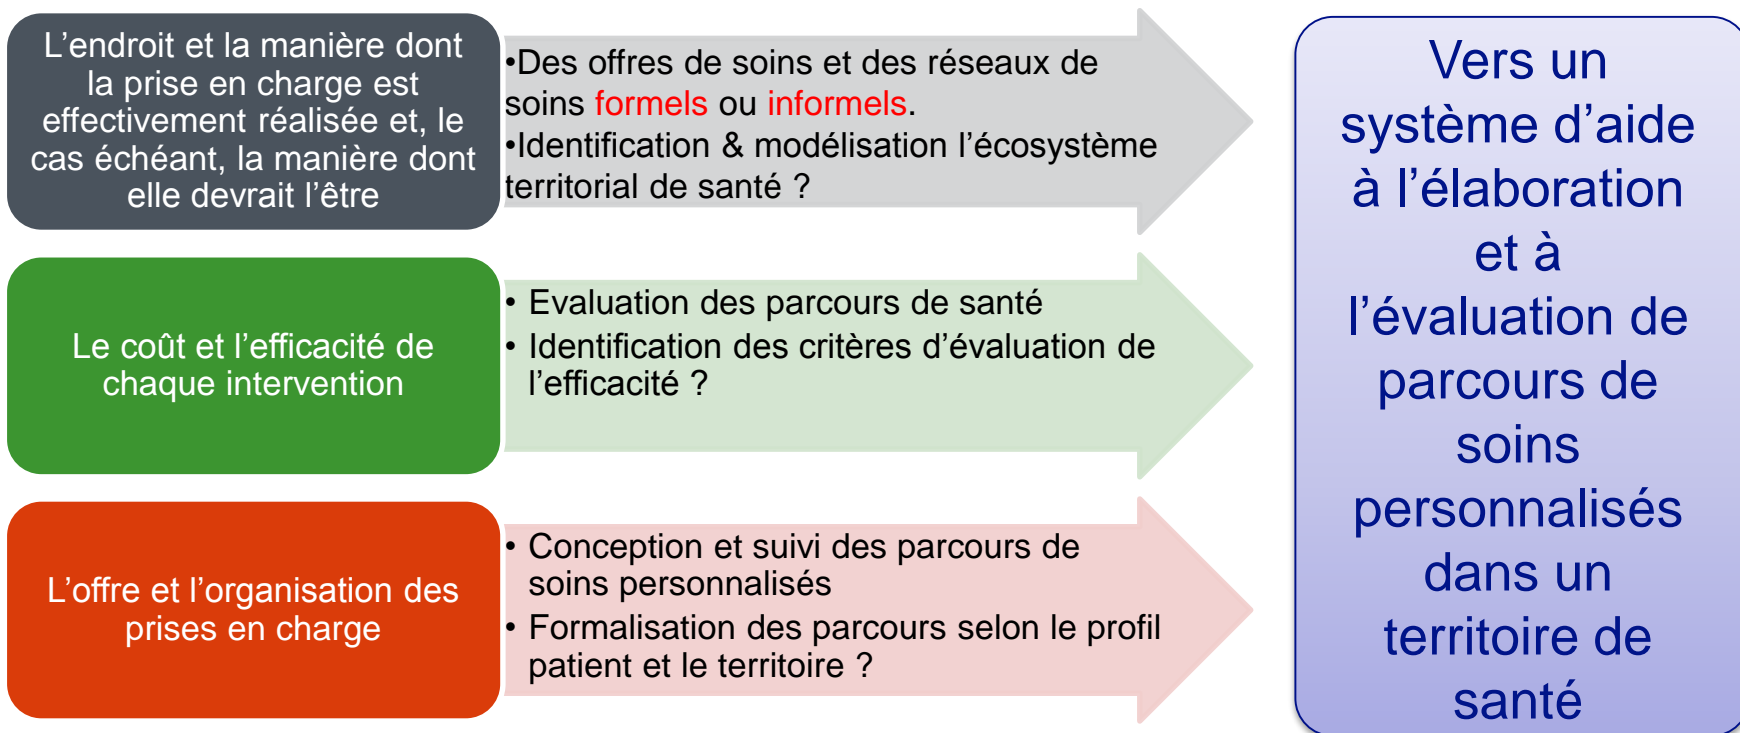 L’endroit et la manière dont
la prise en charge est
effectivement réalisée et, le
cas échéant, la manière dont
elle devrait l’être
•Des offres de soins et des réseaux de
soins formels ou informels.
•Identification & modélisation l’écosystème
territorial de santé ?
Le coût et l’efficacité de
chaque intervention
• Evaluation des parcours de santé
• Identification des critères d’évaluation de
l’efficacité ?
L’offre et l’organisation des
prises en charge
• Conception et suivi des parcours de
soins personnalisés
• Formalisation des parcours selon le profil
patient et le territoire ?
Vers un
système d’aide
à l’élaboration
et à
l’évaluation de
parcours de
soins
personnalisés
dans un
territoire de
santé